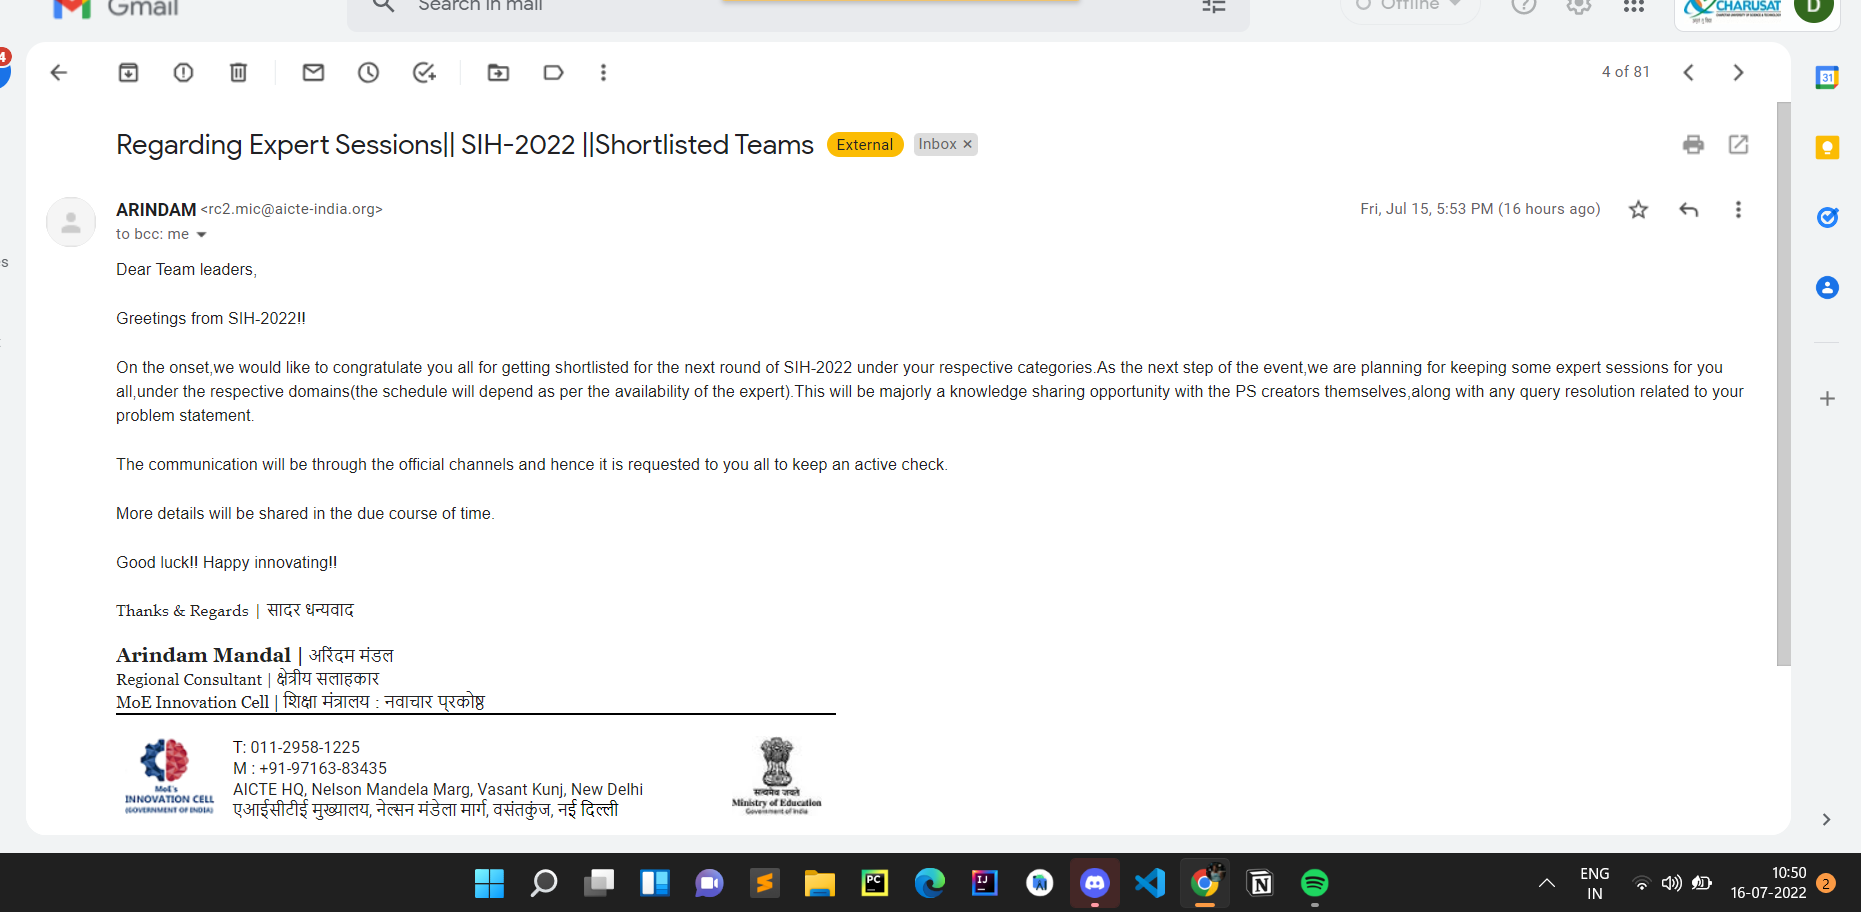 Gmail
Search in mail
Offline
CHARUSAT
D
4
4 of 81
31
Regarding Expert Sessions|| SIH-2022 ||Shortlisted Teams
External
Inbox ×
ARINDAM <rc2.mic@aicte-india.org>
Fri, Jul 15, 5:53 PM (16 hours ago)
to bcc: me
Dear Team leaders,
Greetings from SIH-2022!!
On the onset,we would like to congratulate you all for getting shortlisted for the next round of SIH-2022 under your respective categories.As the next step of the event,we are planning for keeping some expert sessions for you
all,under the respective domains(the schedule will depend as per the availability of the expert).This will be majorly a knowledge sharing opportunity with the PS creators themselves,along with any query resolution related to your
problem statement.
The communication will be through the official channels and hence it is requested to you all to keep an active check.
More details will be shared in the due course of time.
Good luck!! Happy innovating!!
Thanks & Regards | सादर धन्यवाद
Arindam Mandal | अरिंदम मंडल
Regional Consultant | क्षेत्रीय सलाहकार
MoE Innovation Cell | शिक्षा मंत्रालय : नवाचार प्रकोष्ठ
MoE's
INNOVATION CELL
(GOVERNMENT OF INDIA)
T: 011-2958-1225
M : +91-97163-83435
AICTE HQ, Nelson Mandela Marg, Vasant Kunj, New Delhi
एआईसीटीई मुख्यालय, नेल्सन मंडेला मार्ग, वसंतकुंज, नई दिल्ली
सत्यमेव जयते
Ministry of Education
Government of India
PC
IJ
ENG
IN
10:50
16-07-2022
2